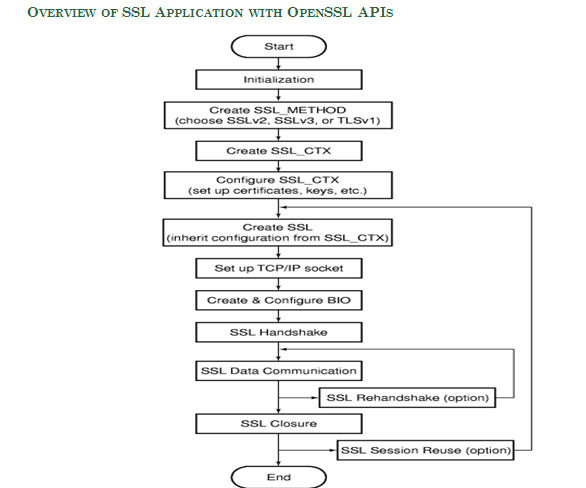 OVERVIEW OF SSL APPLICATION WITH OPENSSL APIS
Start
Initialization
Create SSL_METHOD
(choose SSLv2, SSLv3, or TLSv1)
Create SSL_CTX
Configure SSL_CTX
(set up certificates, keys, etc.)
Create SSL
(inherit configuration from SSL_CTX)
Set up TCP/IP socket
Create & Configure BIO
SSL Handshake
SSL Data Communication
SSL Rehandshake (option)
SSL Closure
SSL Session Reuse (option)
End